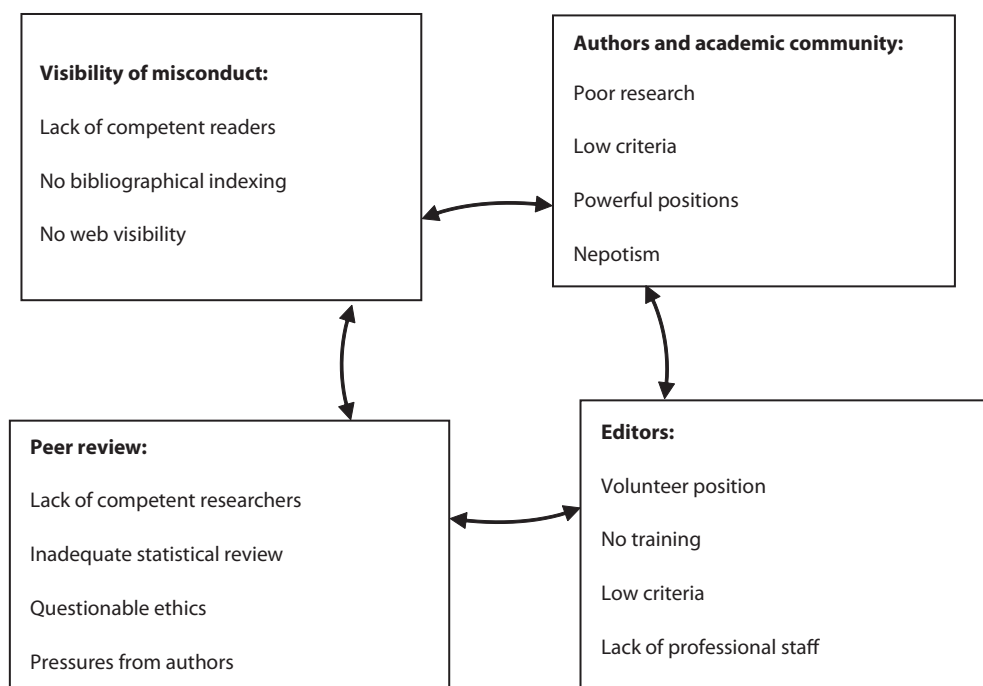 Visibility of misconduct:
Lack of competent readers
No bibliographical indexing
No web visibility
Authors and academic community:
Poor research
Low criteria
Powerful positions
Nepotism
Peer review:
Lack of competent researchers
Inadequate statistical review
Questionable ethics
Pressures from authors
Editors:
Volunteer position
No training
Low criteria
Lack of professional staff